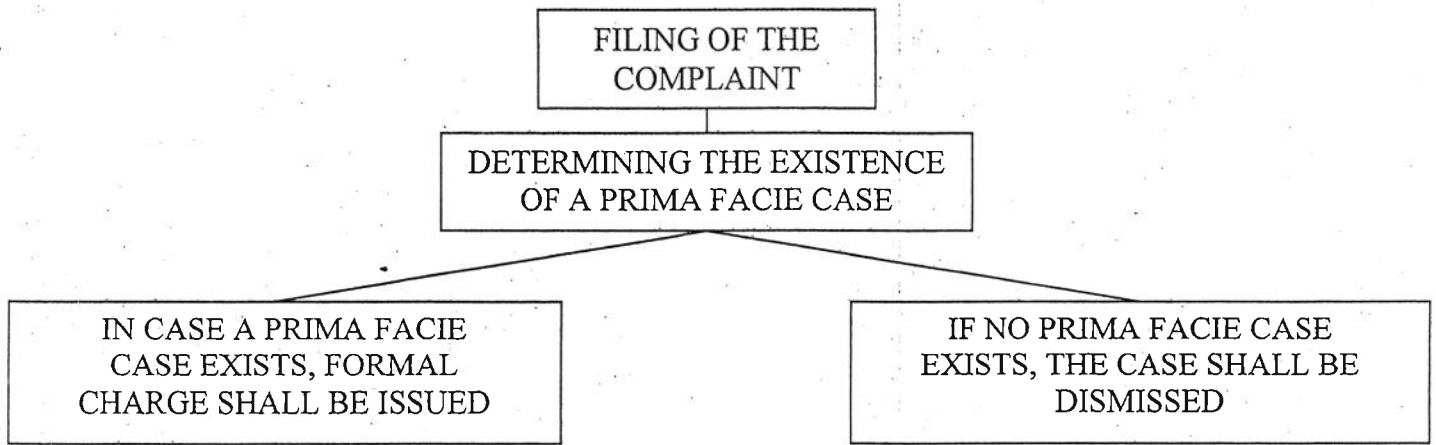 FILING OF THE
COMPLAINT
DETERMINING THE EXISTENCE
OF A PRIMA FACIE CASE
IN CASE A PRIMA FACIE
CASE EXISTS, FORMAL
CHARGE SHALL BE ISSUED
IF NO PRIMA FACIE CASE
EXISTS, THE CASE SHALL BE
DISMISSED